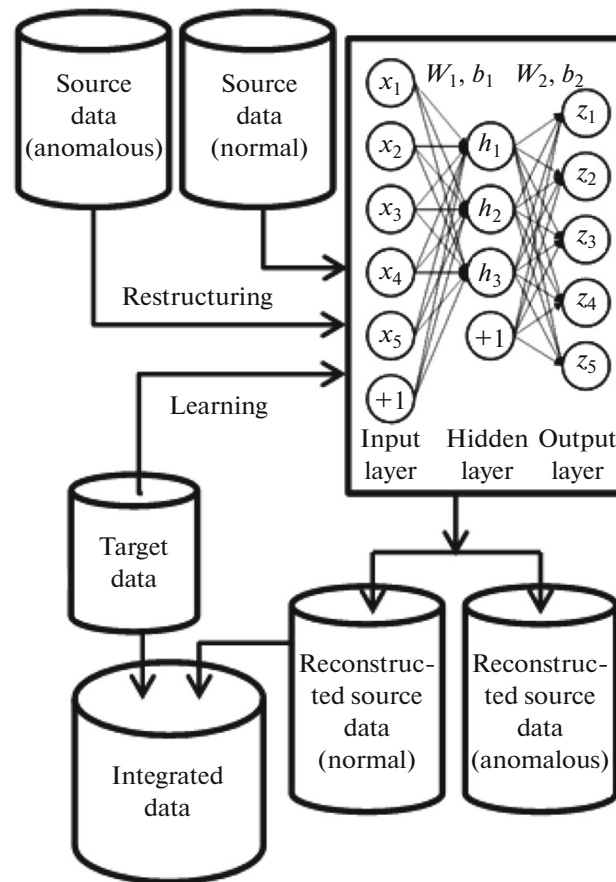 Source
data
(anomalous)
Source
data
(normal)
Restructuring
Learning
x1
x2
x3
x4
x5
+1
W1, b1
h1
h2
h3
+1
W2, b2
z1
z2
z3
z4
z5
Input
layer
Hidden
layer
Output
layer
Target
data
Integrated
data
Reconstruc-
ted source
data
(normal)
Reconstruc-
ted source
data
(anomalous)